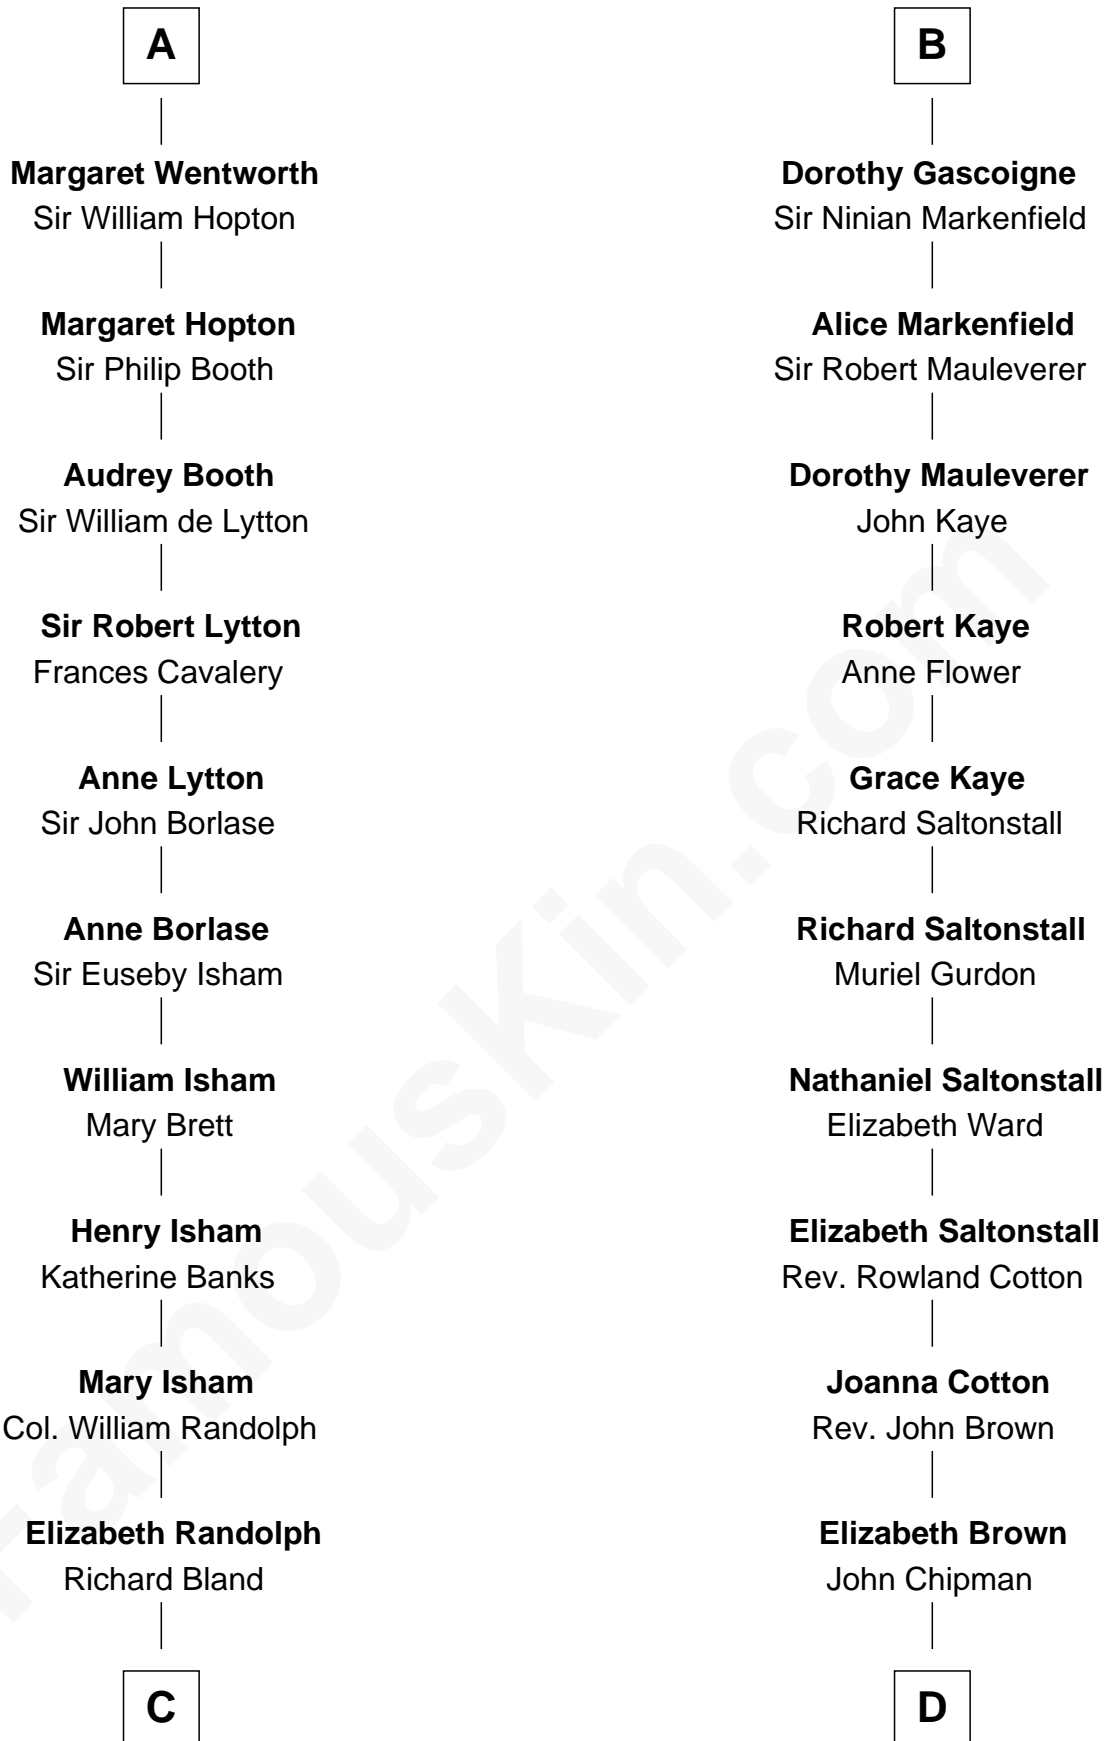 A
Margaret Wentworth
Sir William Hopton
Margaret Hopton
Sir Philip Booth
Audrey Booth
Sir William de Lytton
Sir Robert Lytton
Frances Cavalery
Anne Lytton
Sir John Borlase
Anne Borlase
Sir Euseby Isham
William Isham
Mary Brett
Henry Isham
Katherine Banks
Mary Isham
Col. William Randolph
Elizabeth Randolph
Richard Bland
C
B
Dorothy Gascoigne
Sir Ninian Markenfield
Alice Markenfield
Sir Robert Mauleverer
Dorothy Mauleverer
John Kaye
Robert Kaye
Anne Flower
Grace Kaye
Richard Saltonstall
Richard Saltonstall
Muriel Gurdon
Nathaniel Saltonstall
Elizabeth Ward
Elizabeth Saltonstall
Rev. Rowland Cotton
Joanna Cotton
Rev. John Brown
Elizabeth Brown
John Chipman
D
FamousKin.com